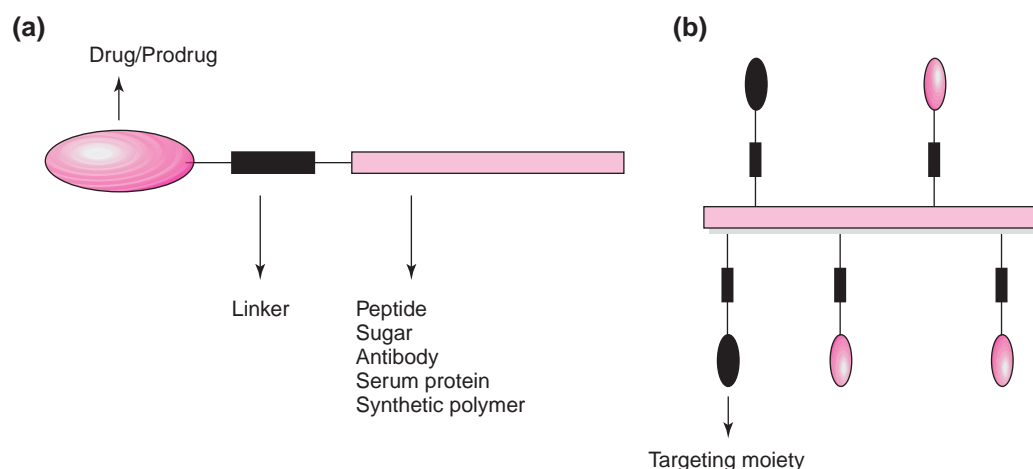 (a)
Drug/Prodrug
Linker
Peptide
Sugar
Antibody
Serum protein
Synthetic polymer
(b)
Targeting moiety